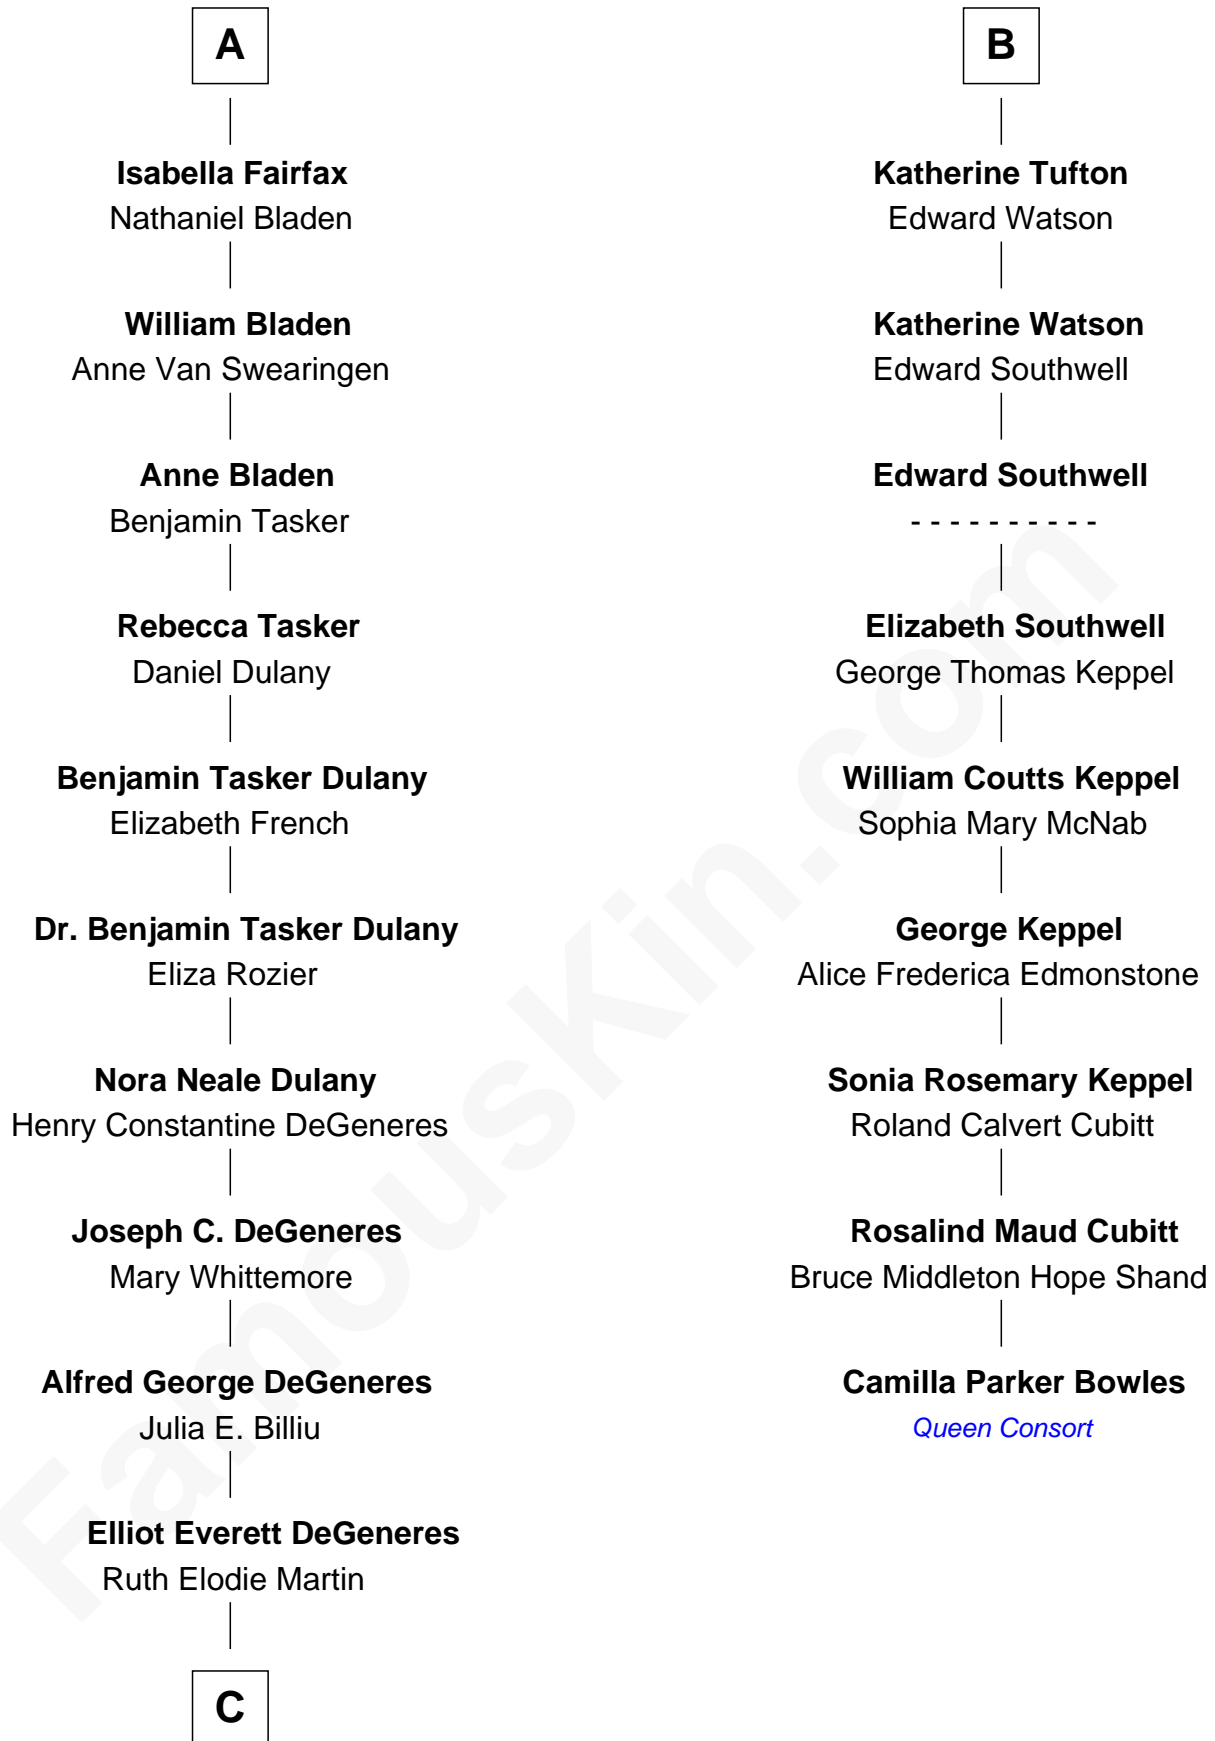 A
Isabella Fairfax
Nathaniel Bladen
William Bladen
Anne Van Swearingen
Anne Bladen
Benjamin Tasker
Rebecca Tasker
Daniel Dulany
Benjamin Tasker Dulany
Elizabeth French
Dr. Benjamin Tasker Dulany
Eliza Rozier
Nora Neale Dulany
Henry Constantine DeGeneres
Joseph C. DeGeneres
Mary Whittemore
Alfred George DeGeneres
Julia E. Billiu
Elliot Everett DeGeneres
Ruth Elodie Martin
C
B
Katherine Tufton
Edward Watson
Katherine Watson
Edward Southwell
Edward Southwell
- - - - - - - - - -
Elizabeth Southwell
George Thomas Keppel
William Coutts Keppel
Sophia Mary McNab
George Keppel
Alice Frederica Edmonstone
Sonia Rosemary Keppel
Roland Calvert Cubitt
Rosalind Maud Cubitt
Bruce Middleton Hope Shand
Camilla Parker Bowles
Queen Consort
FamousKin.com